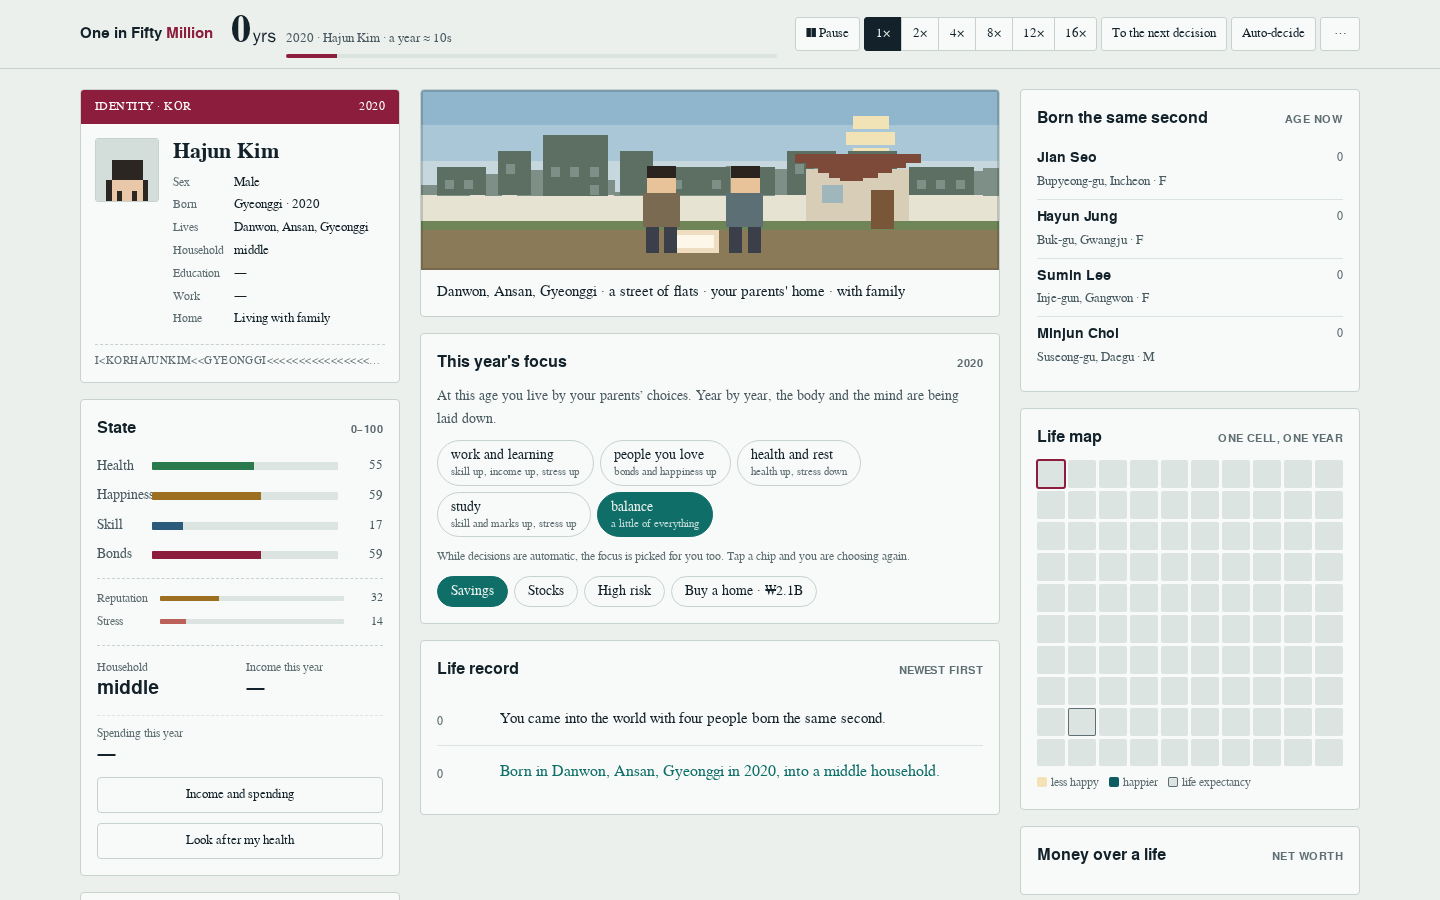 One in Fifty Million
0 yrs
2020 · Hajun Kim · a year ≈ 10s
Pause
1×
2×
4×
8×
12×
16×
To the next decision
Auto-decide
···
IDENTITY · KOR
2020
Hajun Kim
Sex Male
Born Gyeonggi · 2020
Lives Danwon, Ansan, Gyeonggi
Household middle
Education —
Work —
Home Living with family
I<KORHAJUNKIM<<GYEONGGI<<<<<<<<<<<<<<<<<…
State
0–100
Health 55
Happiness 59
Skill 17
Bonds 59
Reputation 32
Stress 14
Household
middle
Income this year
—
Spending this year
—
Income and spending
Look after my health
Danwon, Ansan, Gyeonggi · a street of flats · your parents' home · with family
This year's focus
2020
At this age you live by your parents' choices. Year by year, the body and the mind are being
laid down.
work and learning
skill up, income up, stress up
people you love
bonds and happiness up
health and rest
health up, stress down
study
skill and marks up, stress up
balance
a little of everything
While decisions are automatic, the focus is picked for you too. Tap a chip and you are choosing again.
Savings
Stocks
High risk
Buy a home · ₩2.1B
Life record
NEWEST FIRST
0 You came into the world with four people born the same second.
0 Born in Danwon, Ansan, Gyeonggi in 2020, into a middle household.
Born the same second
AGE NOW
Jian Seo 0
Bupyeong-gu, Incheon · F
Hayun Jung 0
Buk-gu, Gwangju · F
Sumin Lee 0
Inje-gun, Gangwon · F
Minjun Choi 0
Suseong-gu, Daegu · M
Life map
ONE CELL, ONE YEAR
less happy
happier
life expectancy
Money over a life
NET WORTH